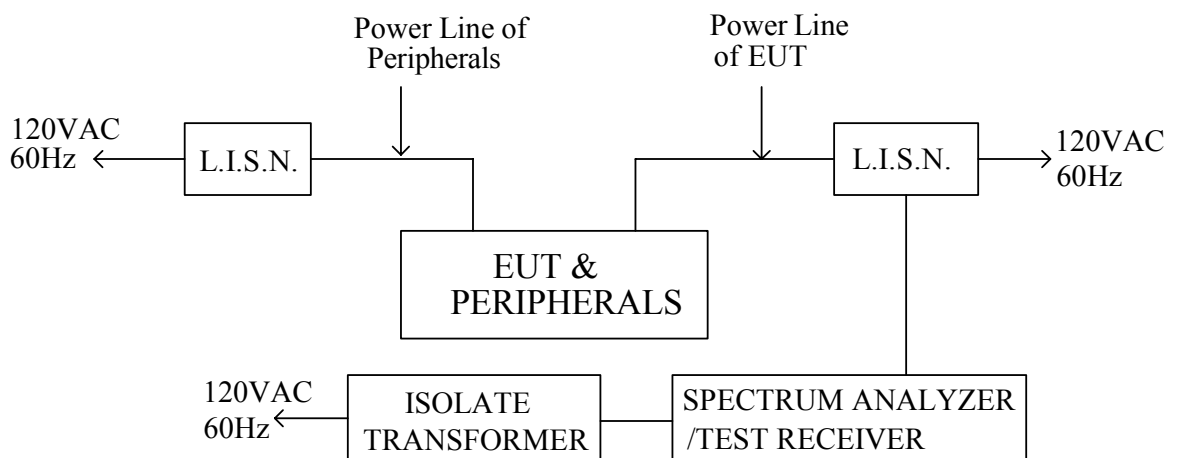 Power Line of
Peripherals
Power Line
of EUT
120VAC
60Hz
L.I.S.N.
L.I.S.N.
120VAC
60Hz
EUT &
PERIPHERALS
120VAC
60Hz
ISOLATE
TRANSFORMER
SPECTRUM ANALYZER
/TEST RECEIVER